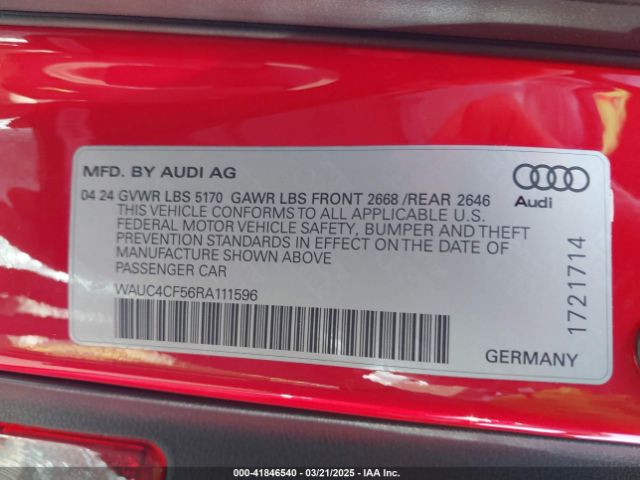 MFD. BY AUDI AG
04 24 GVWR LBS 5170 GAWR LBS FRONT 2668 /REAR 2646
THIS VEHICLE CONFORMS TO ALL APPLICABLE U.S.
FEDERAL MOTOR VEHICLE SAFETY, BUMPER AND THEFT
PREVENTION STANDARDS IN EFFECT ON THE DATE OF
MANUFACTURE SHOWN ABOVE
PASSENGER CAR
WAUC4CF56RA111596
Audi
1721714
GERMANY
000-41846540 - 03/21/2025 - IAA